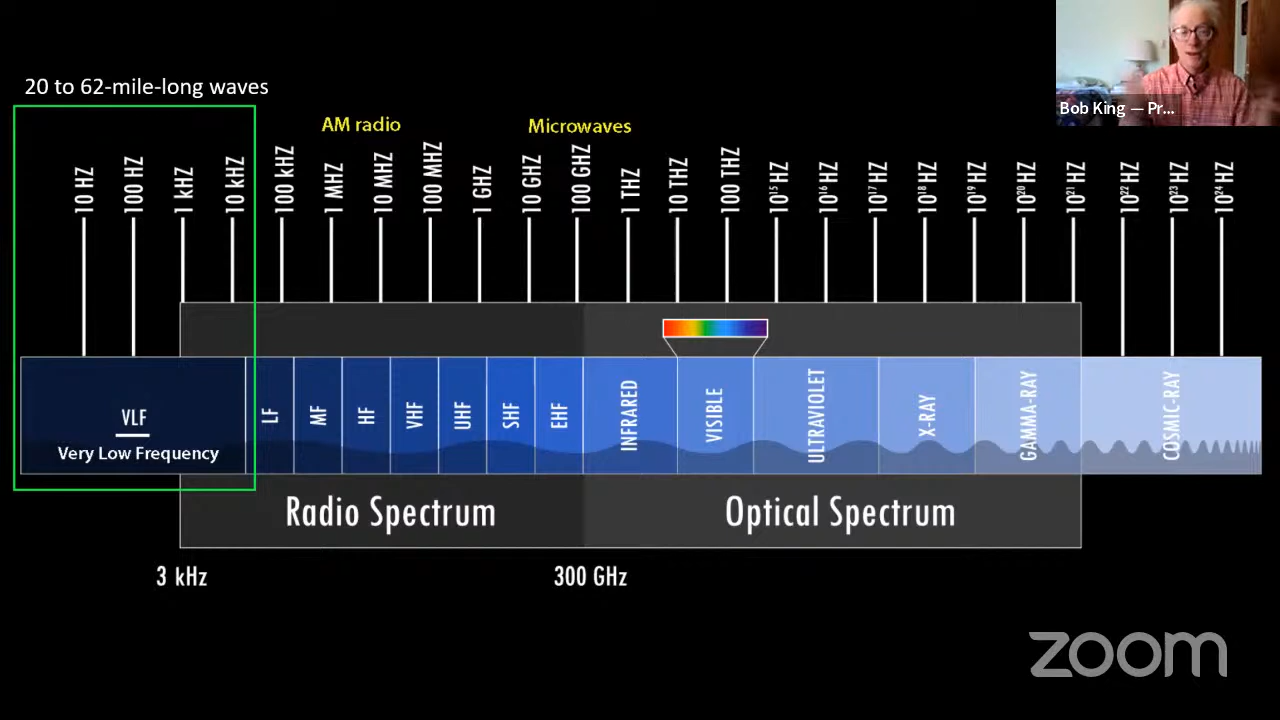 20 to 62-mile-long waves
AM radio
Microwaves
Bob King — Pr...
10 HZ
100 HZ
1 kHZ
10 kHZ
100 kHZ
1 MHZ
10 MHZ
100 MHZ
1 GHZ
10 GHZ
100 GHZ
1 THZ
10 THZ
100 THZ
10¹⁵ HZ
10¹⁶ HZ
10¹⁷ HZ
10¹⁸ HZ
10¹⁹ HZ
10²⁰ HZ
10²¹ HZ
10²² HZ
10²³ HZ
10²⁴ HZ
VLF
Very Low Frequency
LF
MF
HF
VHF
UHF
SHF
EHF
INFRARED
VISIBLE
ULTRAVIOLET
X-RAY
GAMMA-RAY
COSMIC-RAY
Radio Spectrum
Optical Spectrum
3 kHz
300 GHz
zoom